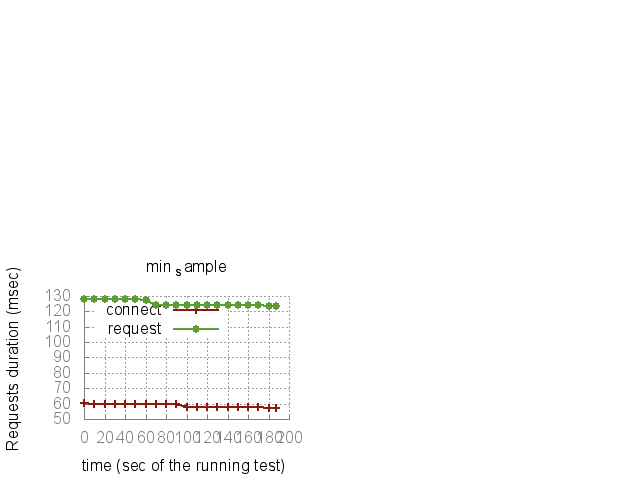 min sample
Requests duration (msec)
130
120
110
100
90
80
70
60
50
connect
request
0 20 40 60 80 100 120 140 160 180 200
time (sec of the running test)